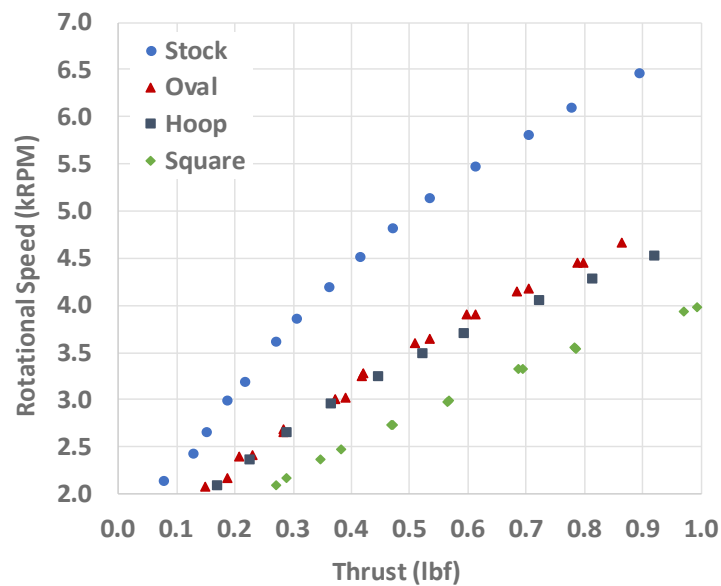 Rotational Speed (kRPM)
7.0
6.5
6.0
5.5
5.0
4.5
4.0
3.5
3.0
2.5
2.0
Stock
Oval
Hoop
Square
0.0 0.1 0.2 0.3 0.4 0.5 0.6 0.7 0.8 0.9 1.0
Thrust (lbf)